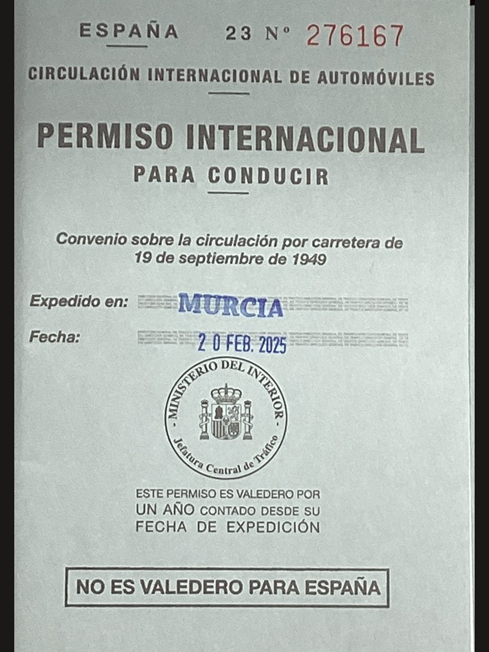 ESPAÑA 23 Nº 276167
CIRCULACIÓN INTERNACIONAL DE AUTOMÓVILES
PERMISO INTERNACIONAL
PARA CONDUCIR
Convenio sobre la circulación por carretera de
19 de septiembre de 1949
Expedido en: MURCIA
Fecha: 20 FEB. 2025
· MINISTERIO DEL INTERIOR ·
Jefatura Central de Tráfico
ESTE PERMISO ES VALEDERO POR
UN AÑO CONTADO DESDE SU
FECHA DE EXPEDICIÓN
NO ES VALEDERO PARA ESPAÑA